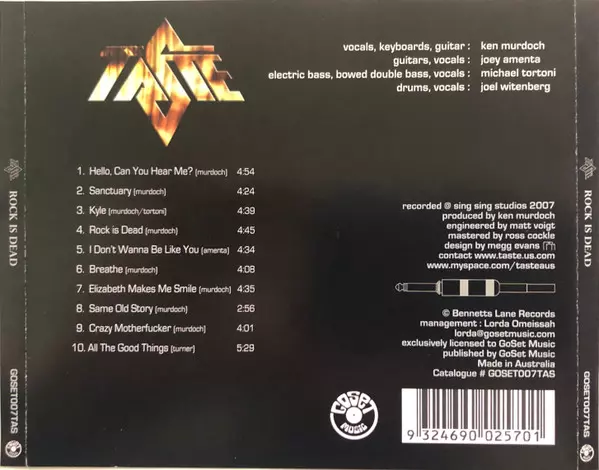 TASTE
vocals, keyboards, guitar : ken murdoch
guitars, vocals : joey amenta
electric bass, bowed double bass, vocals : michael tortoni
drums, vocals : joel witenberg
1. Hello, Can You Hear Me? (murdoch) 4:54
2. Sanctuary (murdoch) 4:24
3. Kyle (murdoch/tortoni) 4:39
4. Rock is Dead (murdoch) 4:45
5. I Don't Wanna Be Like You (amenta) 4:34
6. Breathe (murdoch) 4:08
7. Elizabeth Makes Me Smile (murdoch) 4:35
8. Same Old Story (murdoch) 2:56
9. Crazy Motherfucker (murdoch) 4:01
10. All The Good Things (turner) 5:29
recorded @ sing sing studios 2007
produced by ken murdoch
engineered by matt voigt
mastered by ross cockle
design by megg evans
contact www.taste.us.com
www.myspace.com/tasteaus
© Bennetts Lane Records
management : Lorda Omeissah
lorda@gosetmusic.com
exclusively licensed to GoSet Music
published by GoSet Music
Made in Australia
Catalogue # GOSET007TAS
GOSET
MUSIC
9 324690 025701
ROCK IS DEAD
GOSET007TAS
ROCK IS DEAD
GOSET007TAS